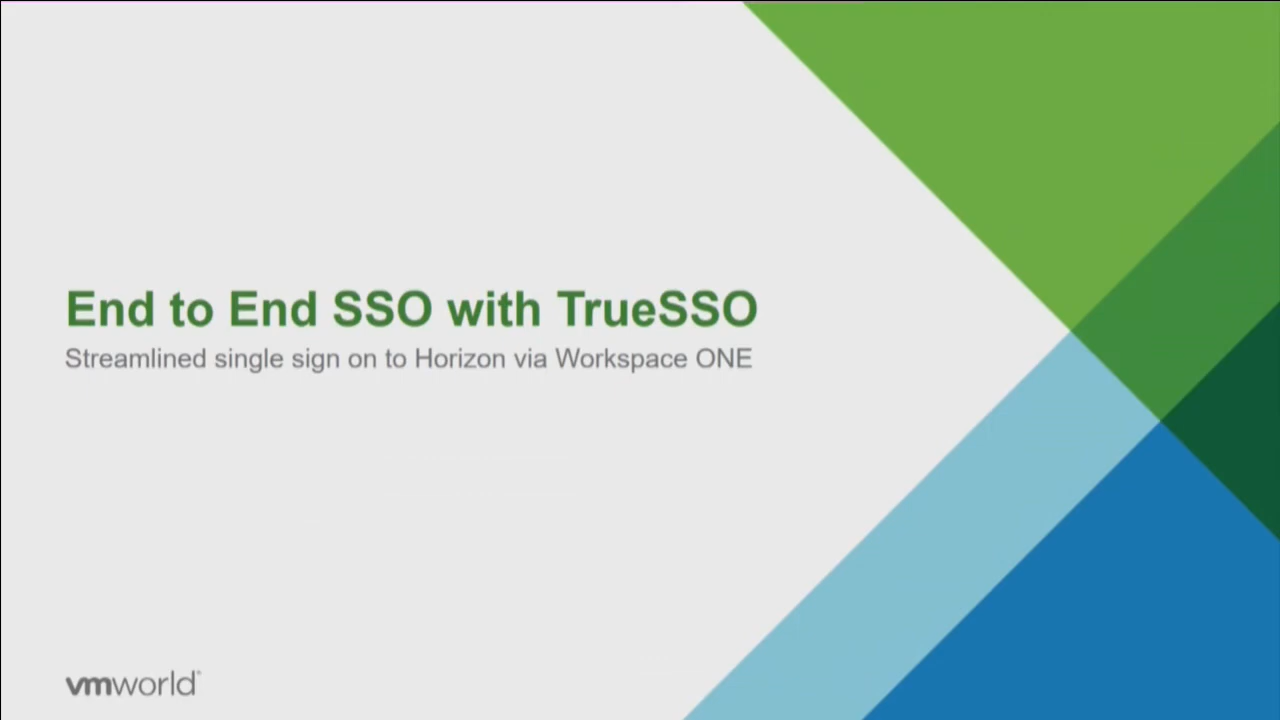 End to End SSO with TrueSSO
Streamlined single sign on to Horizon via Workspace ONE
vmworld